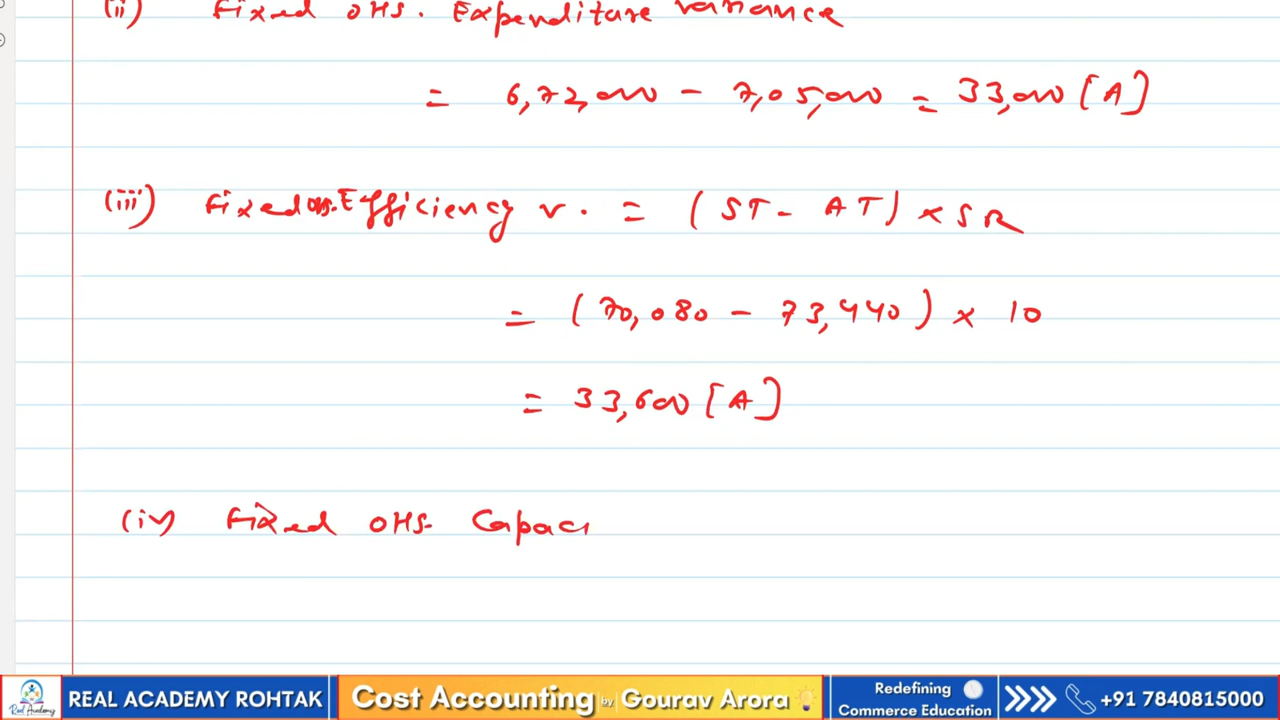 (ii) Fixed OHS. Expenditure Variance
= 6,72,000 - 7,05,000 = 33,000 [A]
(iii) Fixed OHS. Efficiency V. = (ST - AT) × SR
= (70,080 - 73,440) × 10
= 33,600 [A]
(iv) Fixed OHS. Capaci
Real Academy
REAL ACADEMY ROHTAK
Cost Accounting by Gourav Arora
Redefining
Commerce Education
+91 7840815000